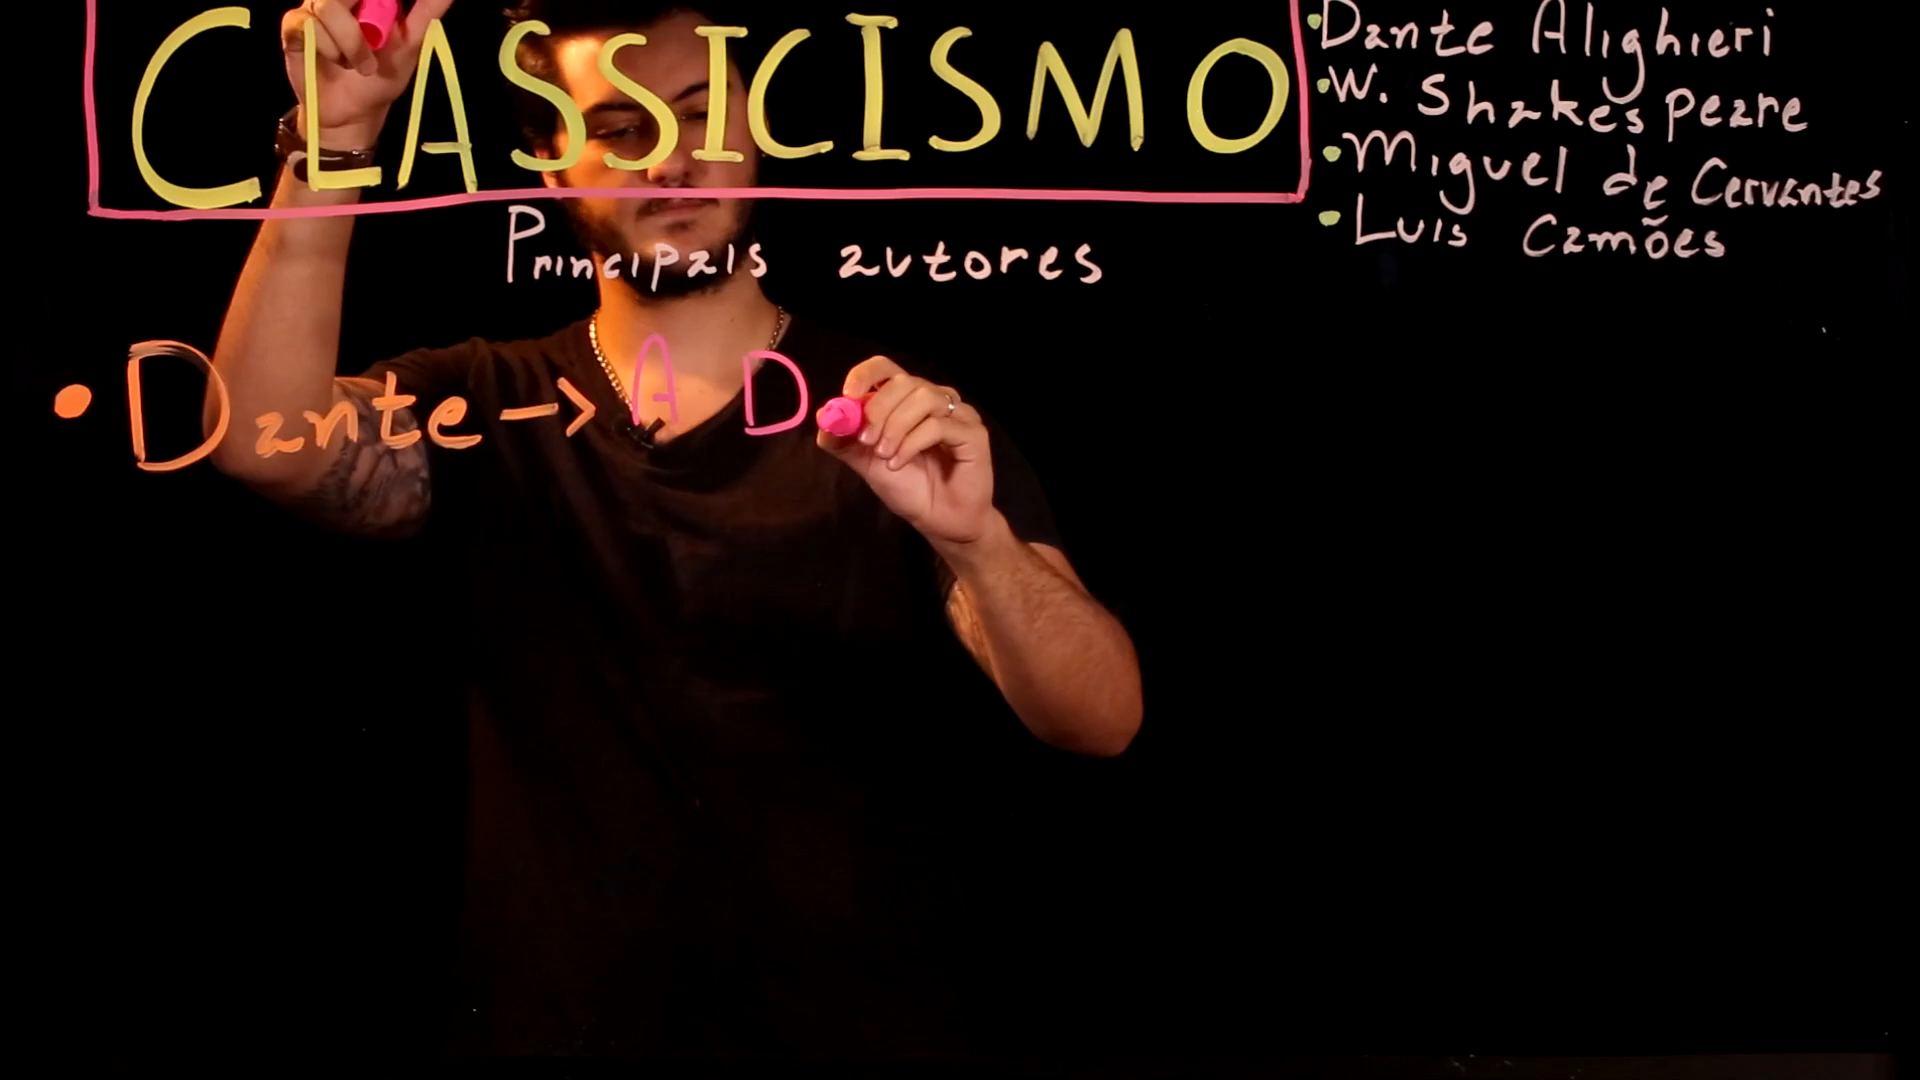 CLASSICISMO
Principais autores
• Dante Alighieri
• W. Shakespeare
• Miguel de Cervantes
• Luis Camões
• Dante -> A D